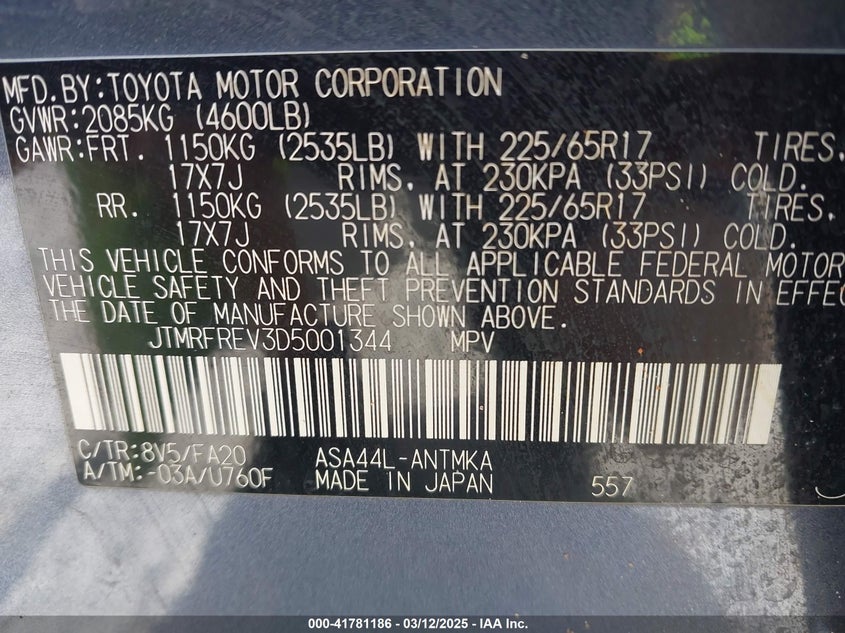 MFD. BY: TOYOTA MOTOR CORPORATION
GVWR: 2085KG (4600LB)
GAWR: FRT. 1150KG (2535LB) WITH 225/65R17 TIRES.
17X7J RIMS. AT 230KPA (33PSI) COLD.
RR. 1150KG (2535LB) WITH 225/65R17 TIRES.
17X7J RIMS. AT 230KPA (33PSI) COLD.
THIS VEHICLE CONFORMS TO ALL APPLICABLE FEDERAL MOTOR
VEHICLE SAFETY AND THEFT PREVENTION STANDARDS IN EFFEC
THE DATE OF MANUFACTURE SHOWN ABOVE.
JTMRFREV3D5001344 MPV
C/TR: 8V5/FA20 ASA44L-ANTMKA
A/TM: -03A/U760F MADE IN JAPAN 557
000-41781186 - 03/12/2025 - IAA Inc.